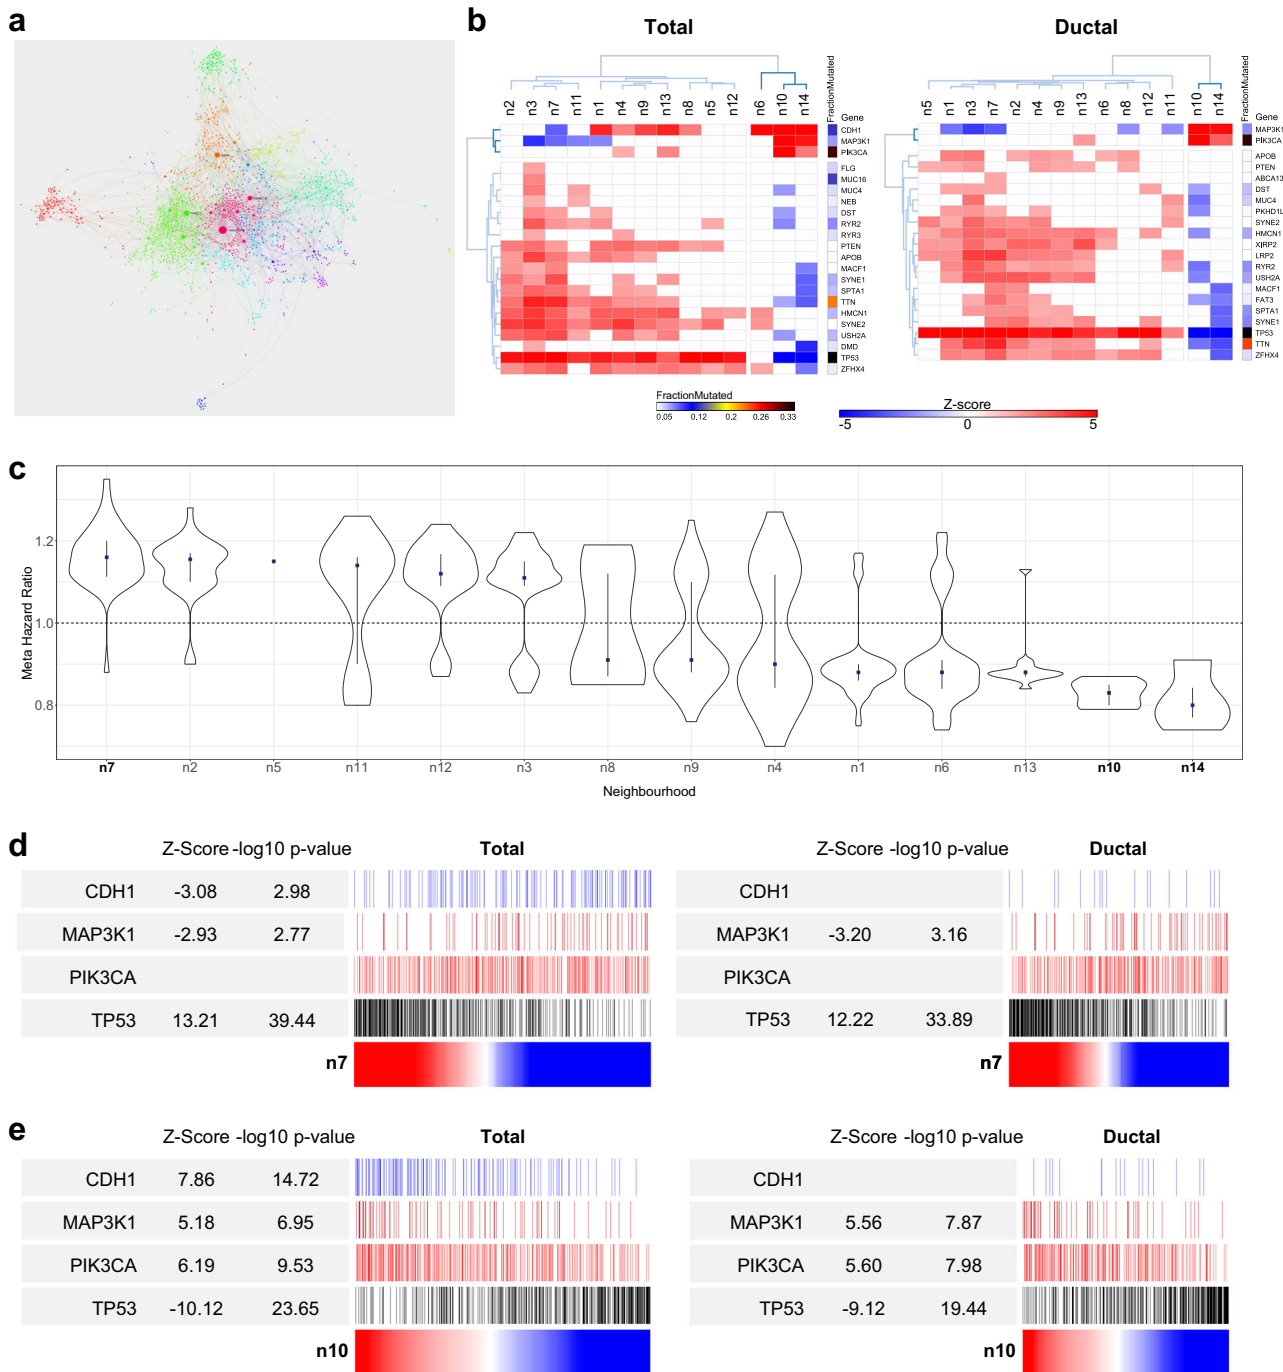 a
b
Total
Ductal
n2 n3 n7 n11 n1 n4 n9 n13 n8 n5 n12 n6 n10 n14
FractionMutated
Gene
CDH1
MAP3K1
PIK3CA
FLG
MUC16
MUC4
NEB
DST
RYR2
RYR3
PTEN
APOB
MACF1
SYNE1
SPTA1
TTN
HMCN1
SYNE2
USH2A
DMD
TP53
ZFHX4
n5 n1 n3 n7 n2 n4 n9 n13 n6 n8 n12 n11 n10 n14
FractionMutated
Gene
MAP3K1
PIK3CA
APOB
PTEN
ABCA13
DST
MUC4
PKHD1L
SYNE2
HMCN1
XIRP2
LRP2
RYR2
USH2A
MACF1
FAT3
SPTA1
SYNE1
TP53
TTN
ZFHX4
FractionMutated
0.05 0.12 0.2 0.26 0.33
Z-score
-5 0 5
c
Meta Hazard Ratio
1.2
1.0
0.8
n7 n2 n5 n11 n12 n3 n8 n9 n4 n1 n6 n13 n10 n14
Neighbourhood
d
Z-Score -log10 p-value Total
CDH1 -3.08 2.98
MAP3K1 -2.93 2.77
PIK3CA
TP53 13.21 39.44
n7
Z-Score -log10 p-value Ductal
CDH1
MAP3K1 -3.20 3.16
PIK3CA
TP53 12.22 33.89
n7
e
Z-Score -log10 p-value Total
CDH1 7.86 14.72
MAP3K1 5.18 6.95
PIK3CA 6.19 9.53
TP53 -10.12 23.65
n10
Z-Score -log10 p-value Ductal
CDH1
MAP3K1 5.56 7.87
PIK3CA 5.60 7.98
TP53 -9.12 19.44
n10